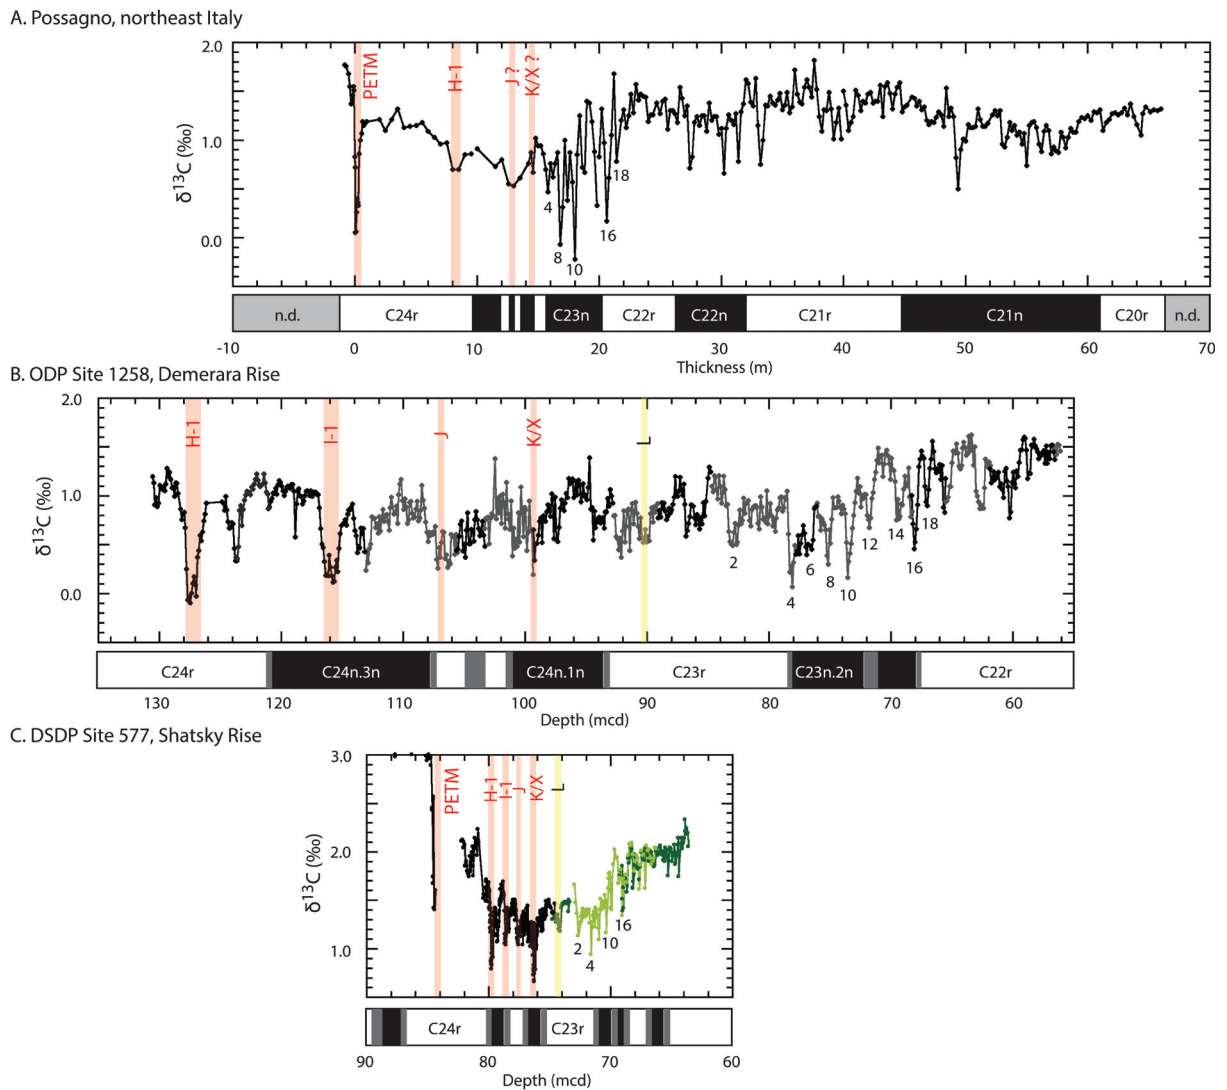 A. Possagno, northeast Italy
2.0
1.0
0.0
δ¹³C (‰)
PETM
H-1
J ?
K/X ?
4
8
10
16
18
n.d.
C24r
C23n
C22r
C22n
C21r
C21n
C20r
n.d.
-10
0
10
20
30
40
50
60
70
Thickness (m)
B. ODP Site 1258, Demerara Rise
2.0
1.0
0.0
δ¹³C (‰)
H-1
I-1
J
K/X
L
2
4
6
8
10
12
14
16
18
C24r
C24n.3n
C24n.1n
C23r
C23n.2n
C22r
130
120
110
100
90
80
70
60
Depth (mcd)
C. DSDP Site 577, Shatsky Rise
3.0
2.0
1.0
δ¹³C (‰)
PETM
H-1
I-1
J
K/X
L
2
4
10
16
C24r
C23r
90
80
70
60
Depth (mcd)